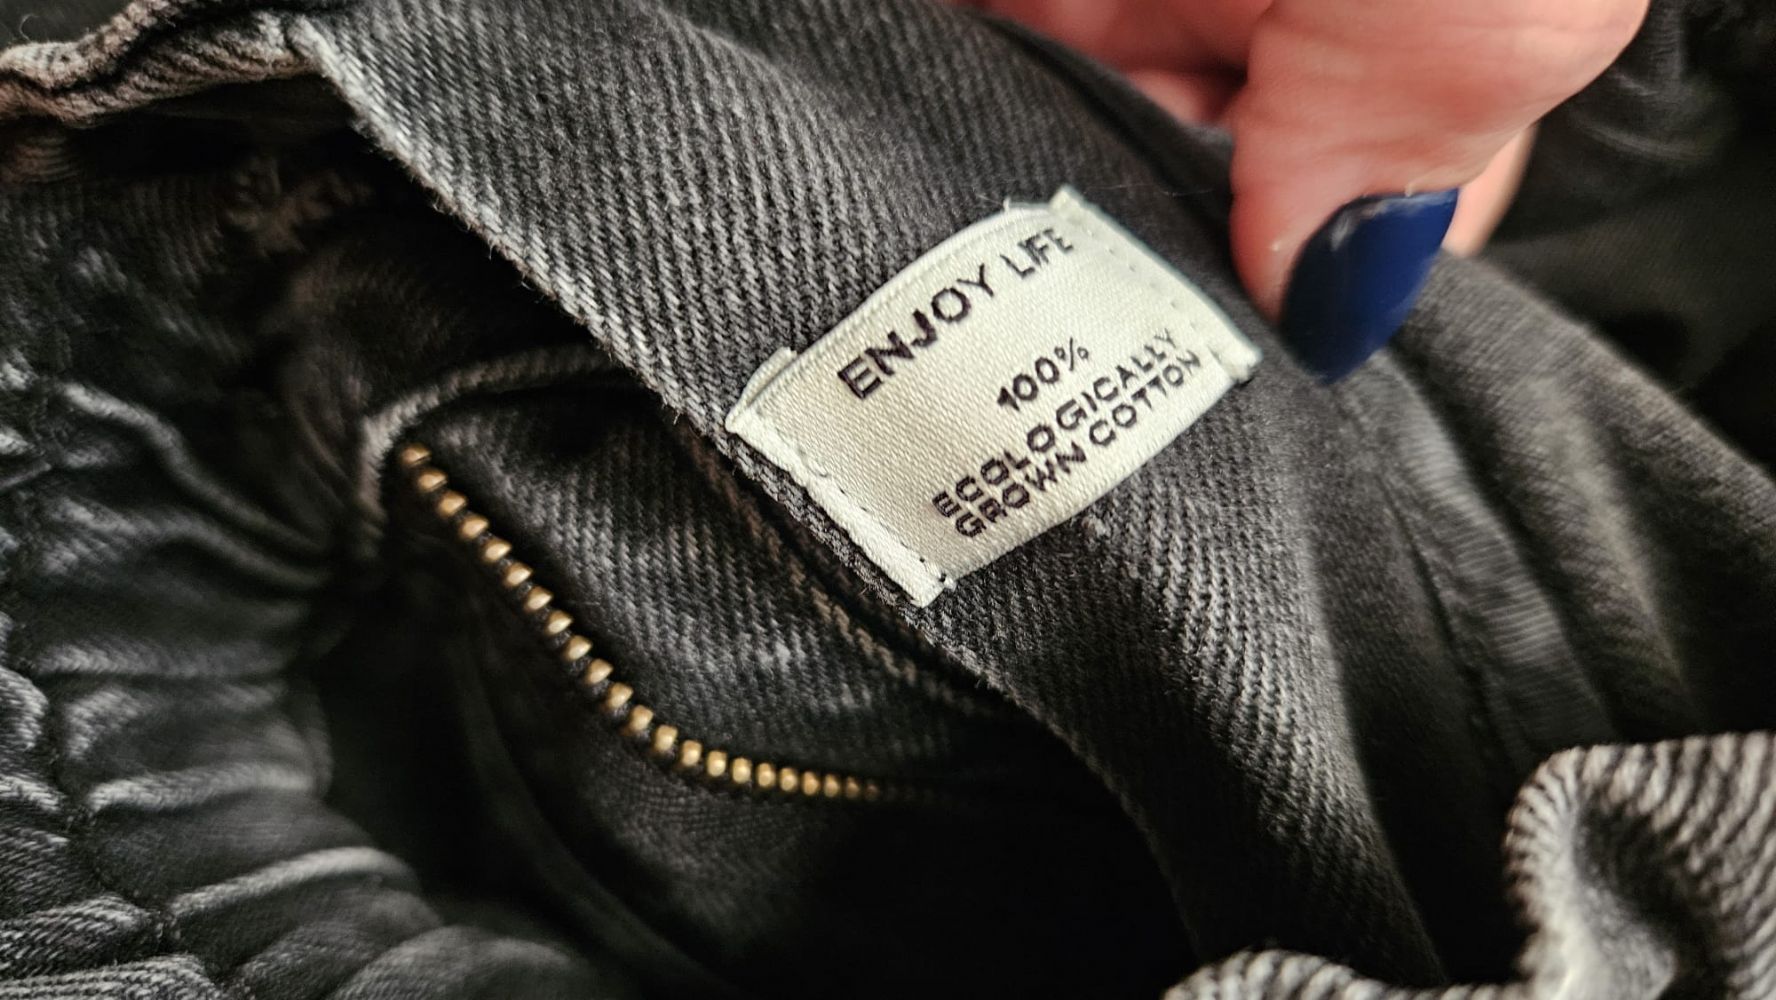 ENJOY LIFE
100%
ECOLOGICALLY
GROWN COTTON